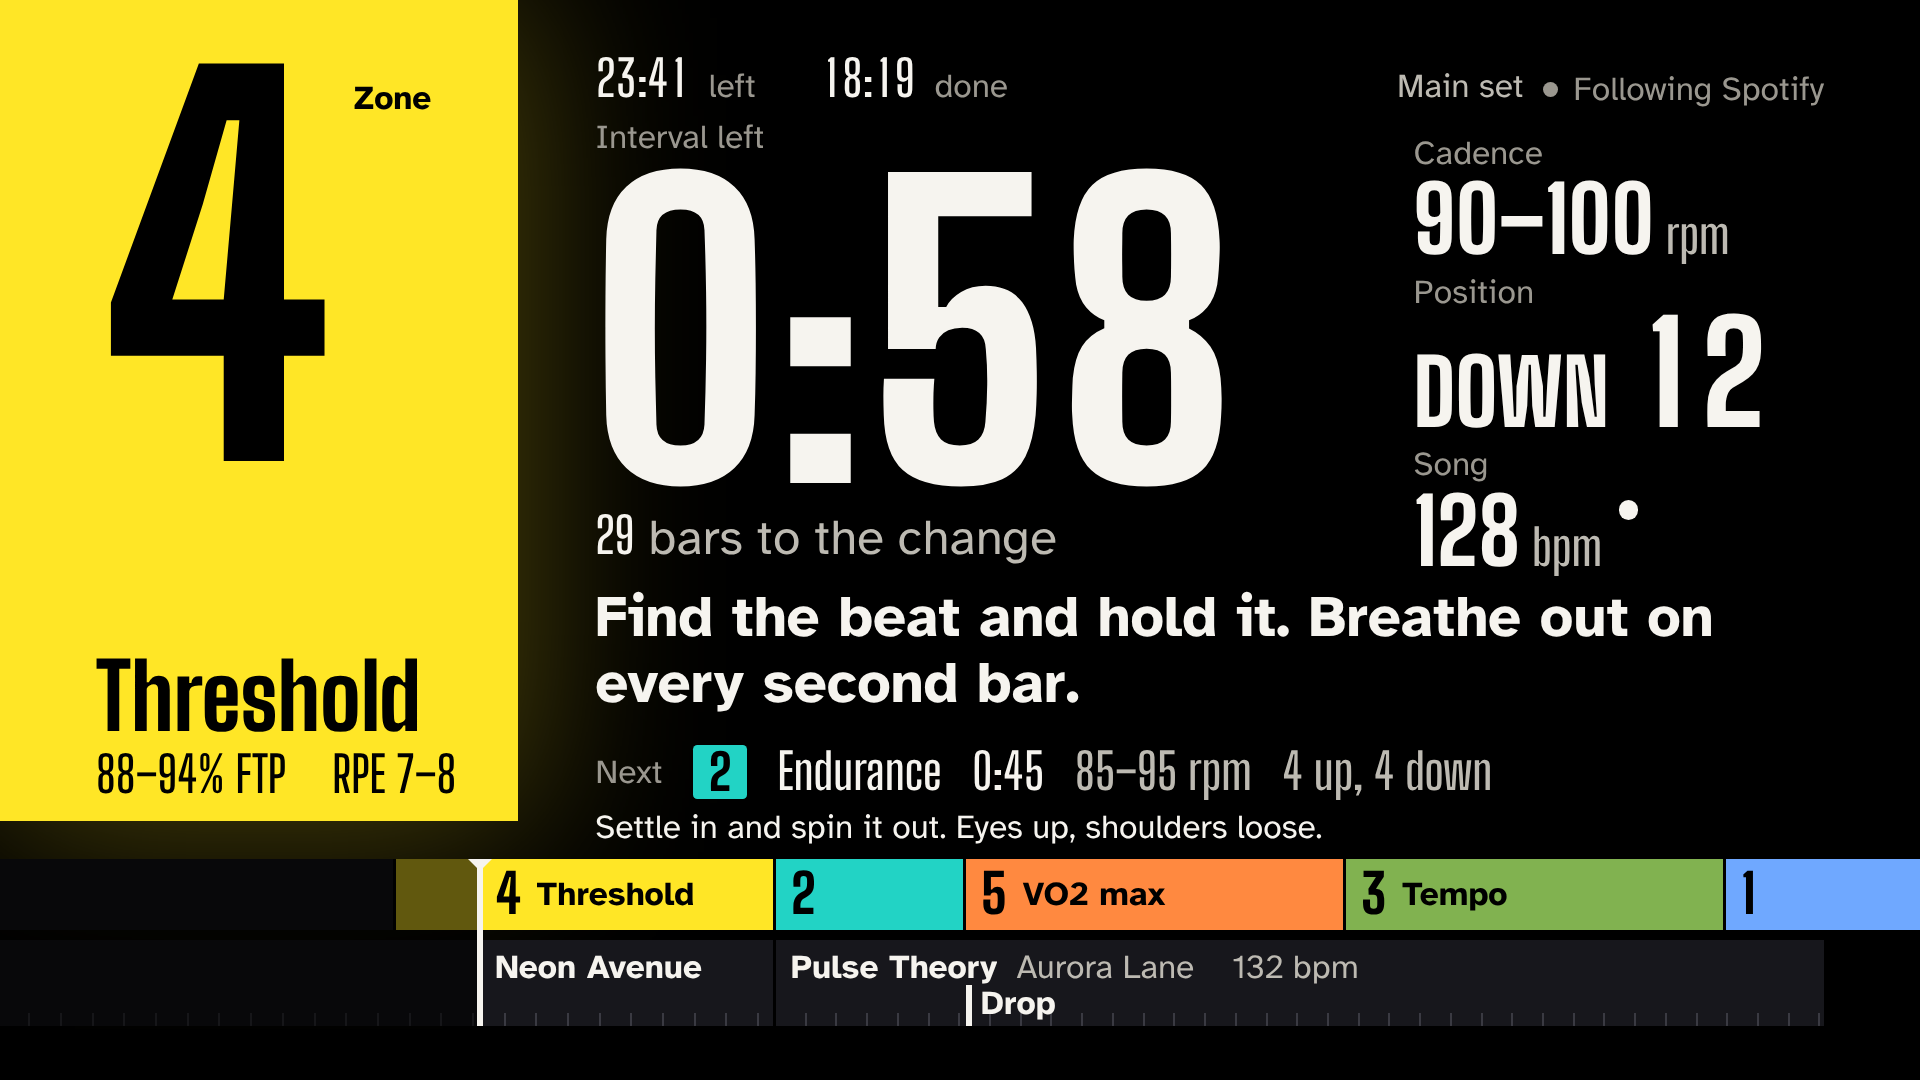 4 Zone
Threshold
88–94% FTP RPE 7–8
23:41 left 18:19 done
Interval left
0:58
29 bars to the change
Main set • Following Spotify
Cadence
90–100 rpm
Position
DOWN 12
Song
128 bpm
Find the beat and hold it. Breathe out on
every second bar.
Next 2 Endurance 0:45 85–95 rpm 4 up, 4 down
Settle in and spin it out. Eyes up, shoulders loose.
4 Threshold 2 5 VO2 max 3 Tempo 1
Neon Avenue Pulse Theory Aurora Lane 132 bpm
Drop